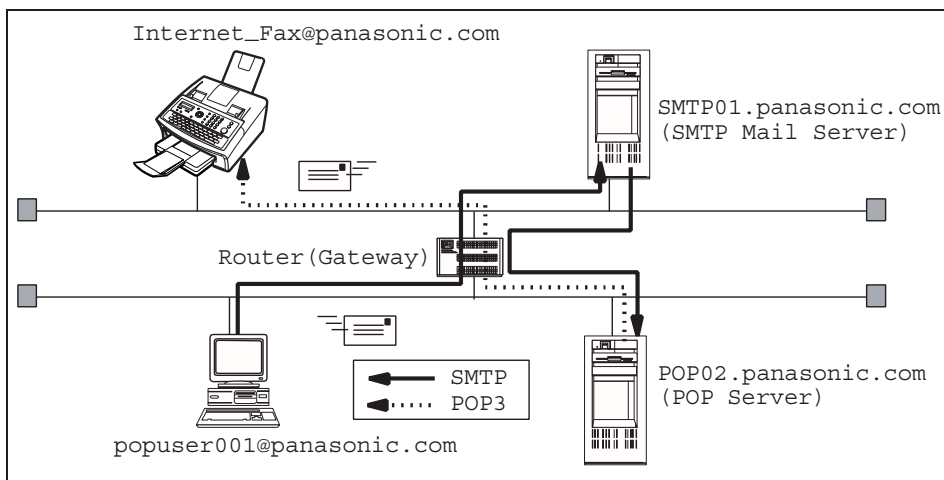 Internet_Fax@panasonic.com
SMTP01.panasonic.com
(SMTP Mail Server)
Router(Gateway)
SMTP
POP3
POP02.panasonic.com
(POP Server)
popuser001@panasonic.com